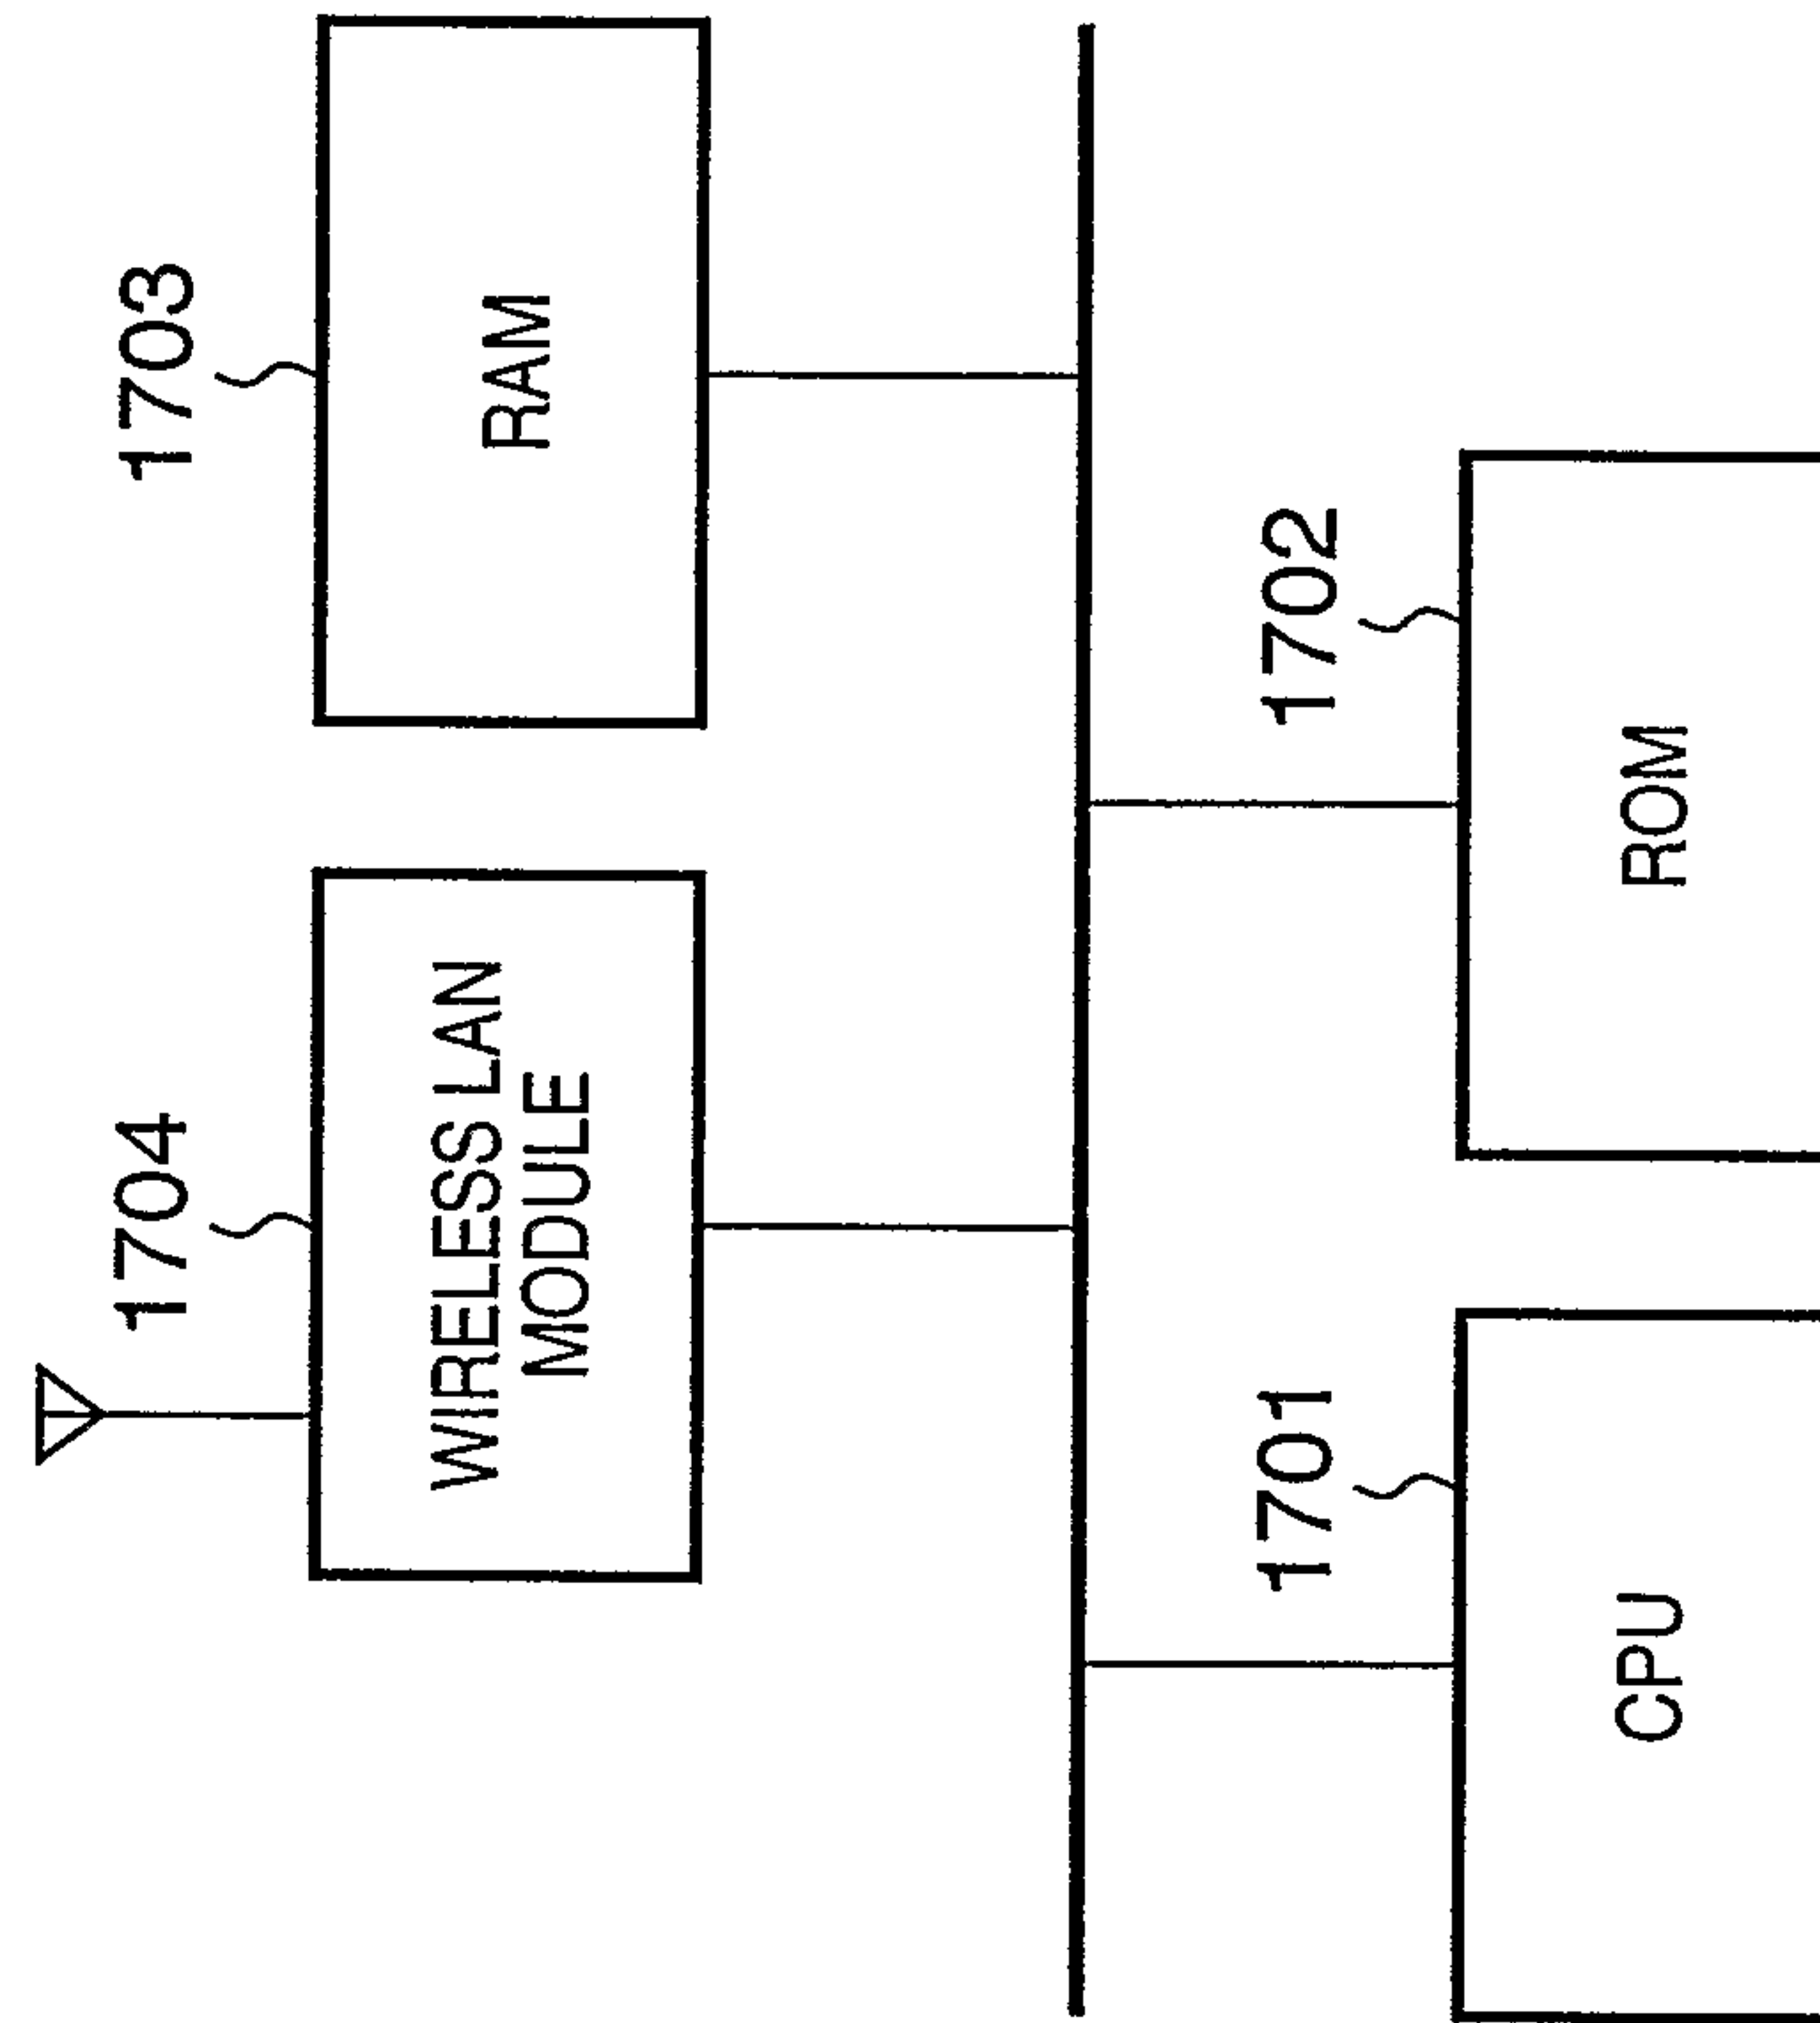 1704
1703
WIRELESS LAN
MODULE
RAM
1701
1702
CPU
ROM